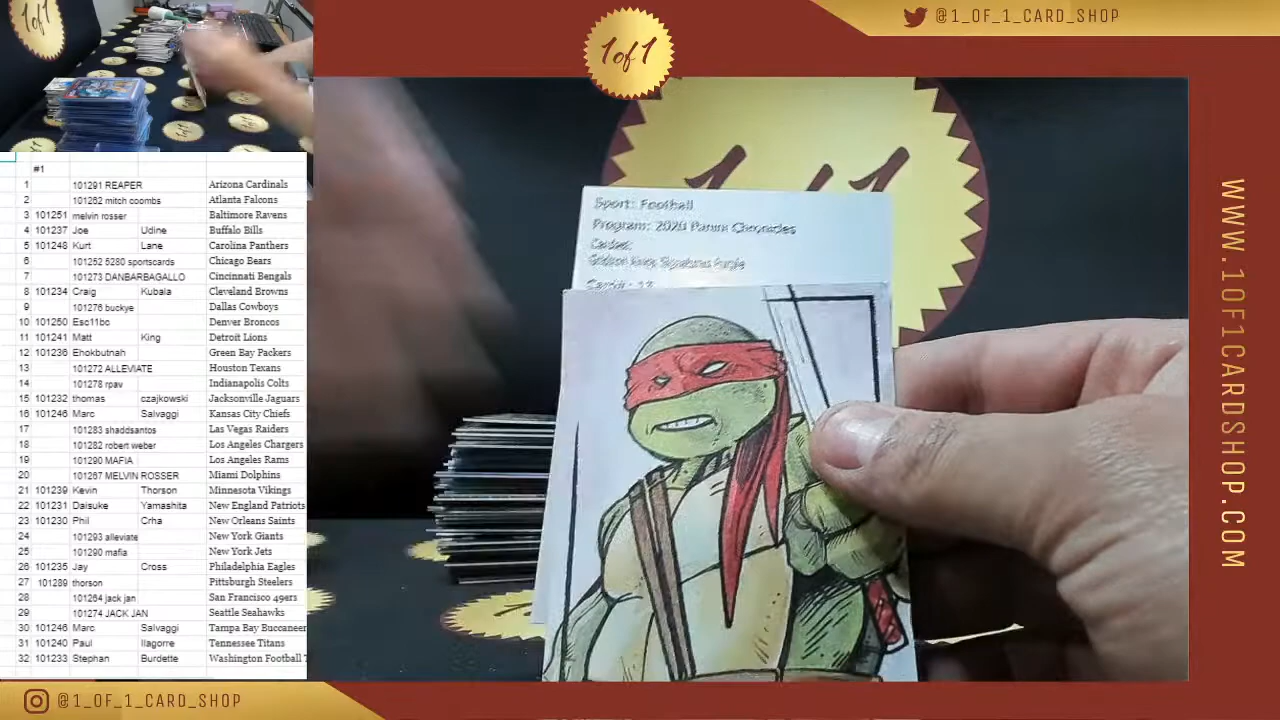 1of1
1of1
@1_OF_1_CARD_SHOP
WWW.1OF1CARDSHOP.COM
Sport: Football
Program: 2020 Panini Chronicles
Signatures Purple
#1
1 101291 REAPER Arizona Cardinals
2 101262 mitch coombs Atlanta Falcons
3 101251 melvin rosser Baltimore Ravens
4 101237 Joe Udine Buffalo Bills
5 101248 Kurt Lane Carolina Panthers
6 101252 5280 sportscards Chicago Bears
7 101273 DANBARBAGALLO Cincinnati Bengals
8 101234 Craig Kubala Cleveland Browns
9 101276 buckye Dallas Cowboys
10 101250 Esc11bo Denver Broncos
11 101241 Matt King Detroit Lions
12 101236 Ehokbutnah Green Bay Packers
13 101272 ALLEVIATE Houston Texans
14 101278 rpav Indianapolis Colts
15 101232 thomas czajkowski Jacksonville Jaguars
16 101246 Marc Salvaggi Kansas City Chiefs
17 101283 shaddsantos Las Vegas Raiders
18 101282 robert weber Los Angeles Chargers
19 101290 MAFIA Los Angeles Rams
20 101267 MELVIN ROSSER Miami Dolphins
21 101239 Kevin Thorson Minnesota Vikings
22 101231 Daisuke Yamashita New England Patriots
23 101230 Phil Crha New Orleans Saints
24 101293 alleviate New York Giants
25 101290 mafia New York Jets
26 101235 Jay Cross Philadelphia Eagles
27 101289 thorson Pittsburgh Steelers
28 101264 jack jan San Francisco 49ers
29 101274 JACK JAN Seattle Seahawks
30 101246 Marc Salvaggi Tampa Bay Buccaneer
31 101240 Paul Ilagorre Tennessee Titans
32 101233 Stephan Burdette Washington Football T
@1_OF_1_CARD_SHOP